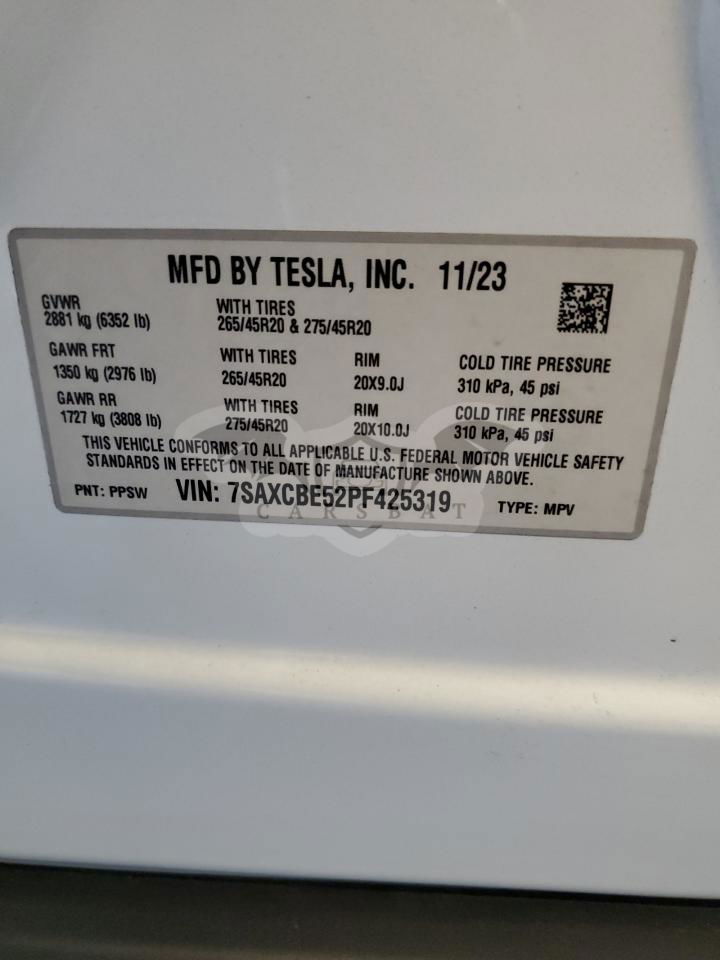 MFD BY TESLA, INC. 11/23
GVWR WITH TIRES
2881 kg (6352 lb) 265/45R20 & 275/45R20
GAWR FRT WITH TIRES RIM COLD TIRE PRESSURE
1350 kg (2976 lb) 265/45R20 20X9.0J 310 kPa, 45 psi
GAWR RR WITH TIRES RIM COLD TIRE PRESSURE
1727 kg (3808 lb) 275/45R20 20X10.0J 310 kPa, 45 psi
THIS VEHICLE CONFORMS TO ALL APPLICABLE U.S. FEDERAL MOTOR VEHICLE SAFETY
STANDARDS IN EFFECT ON THE DATE OF MANUFACTURE SHOWN ABOVE.
PNT: PPSW VIN: 7SAXCBE52PF425319 TYPE: MPV
CARSBAT